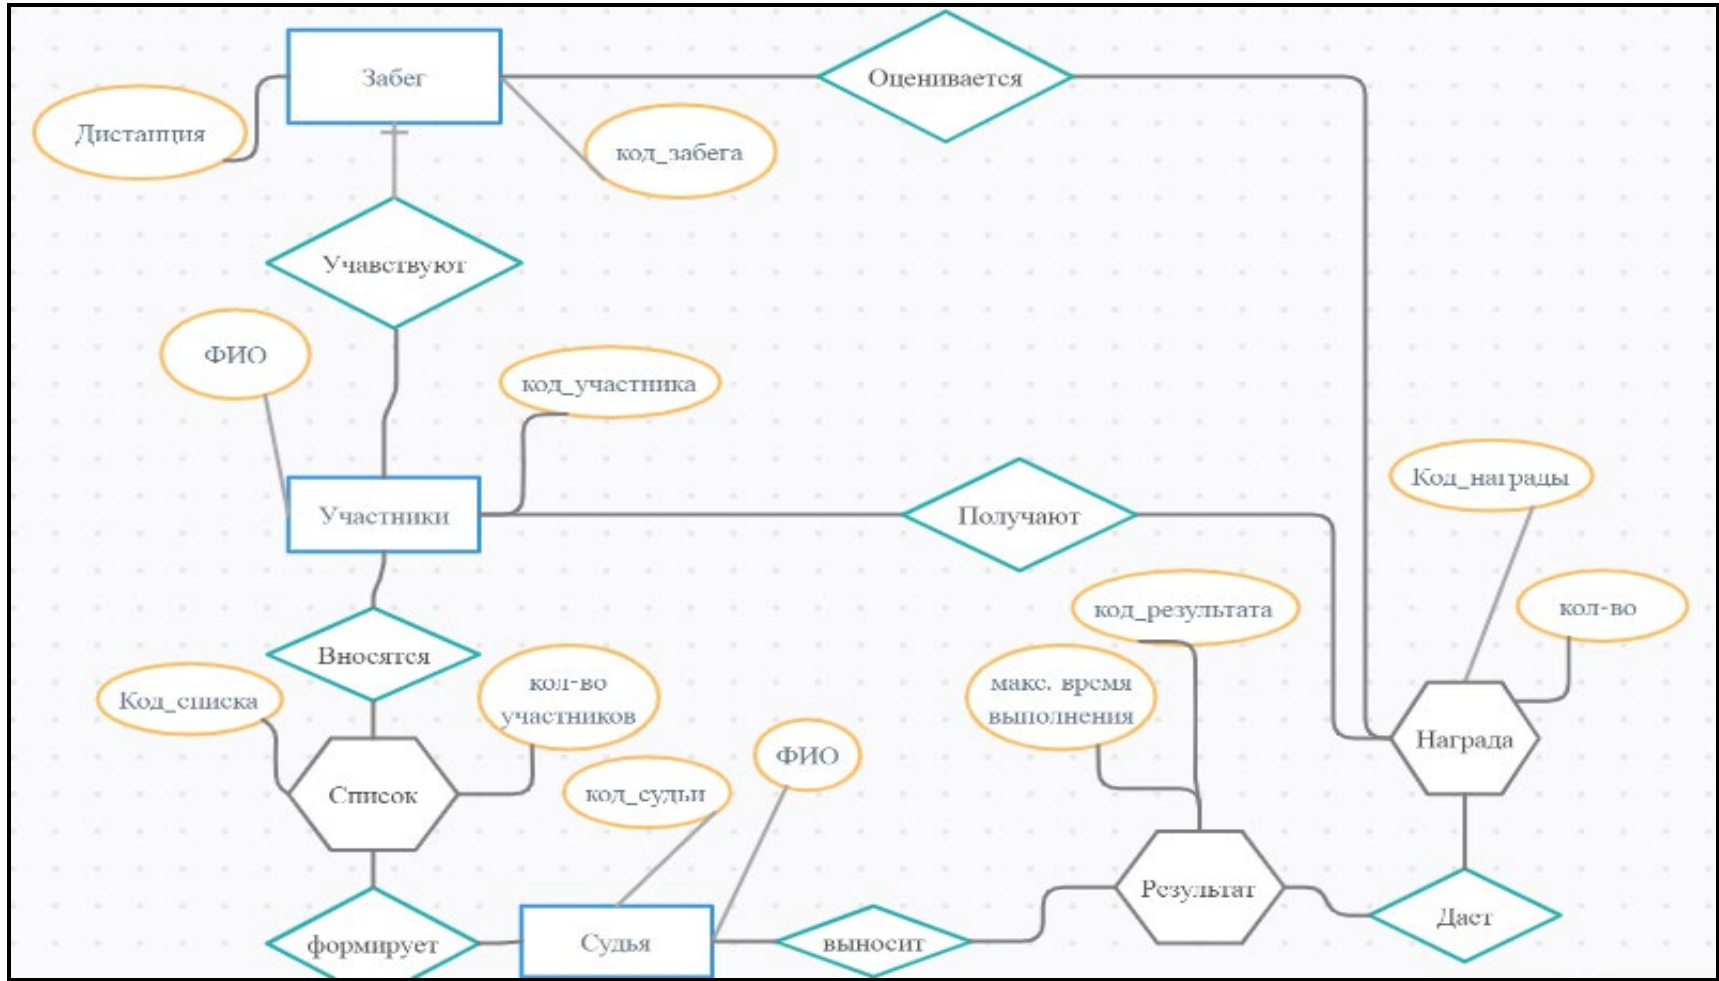 Забег
Оценивается
Дистанция
код_забега
Учавствуют
ФИО
код_участника
Участники
Получают
Код_награды
код_результата
кол-во
Вносятся
Код_списка
кол-во
участников
макс. время
выполнения
ФИО
Награда
код_судьи
Список
Результат
Даст
формирует
Судья
выносит